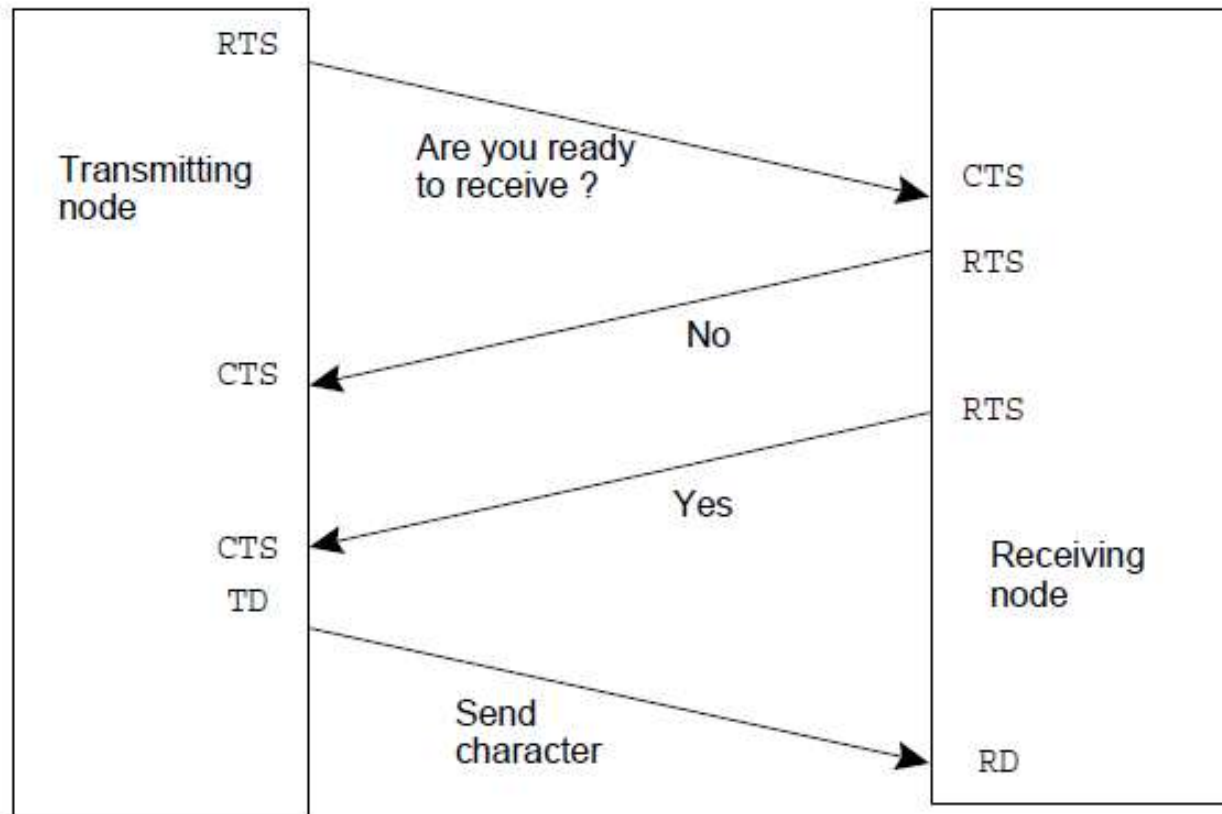 RTS
Transmitting
node
Are you ready
to receive ?
CTS
RTS
No
CTS
RTS
Yes
CTS
TD
Receiving
node
Send
character
RD